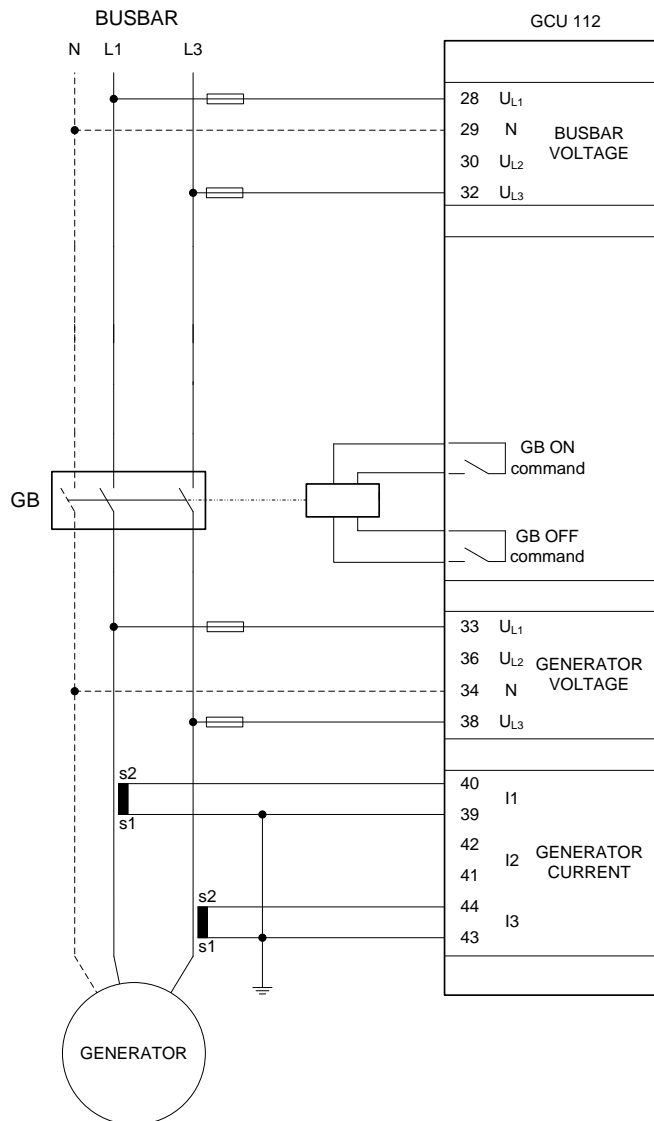 BUSBAR
GCU 112
N L1 L3
28 UL1
29 N
BUSBAR
VOLTAGE
30 UL2
32 UL3
GB ON
command
GB
GB OFF
command
33 UL1
36 UL2
GENERATOR
VOLTAGE
34 N
38 UL3
s2
s1
40
I1
39
42
I2
41
GENERATOR
CURRENT
s2
s1
44
I3
43
GENERATOR